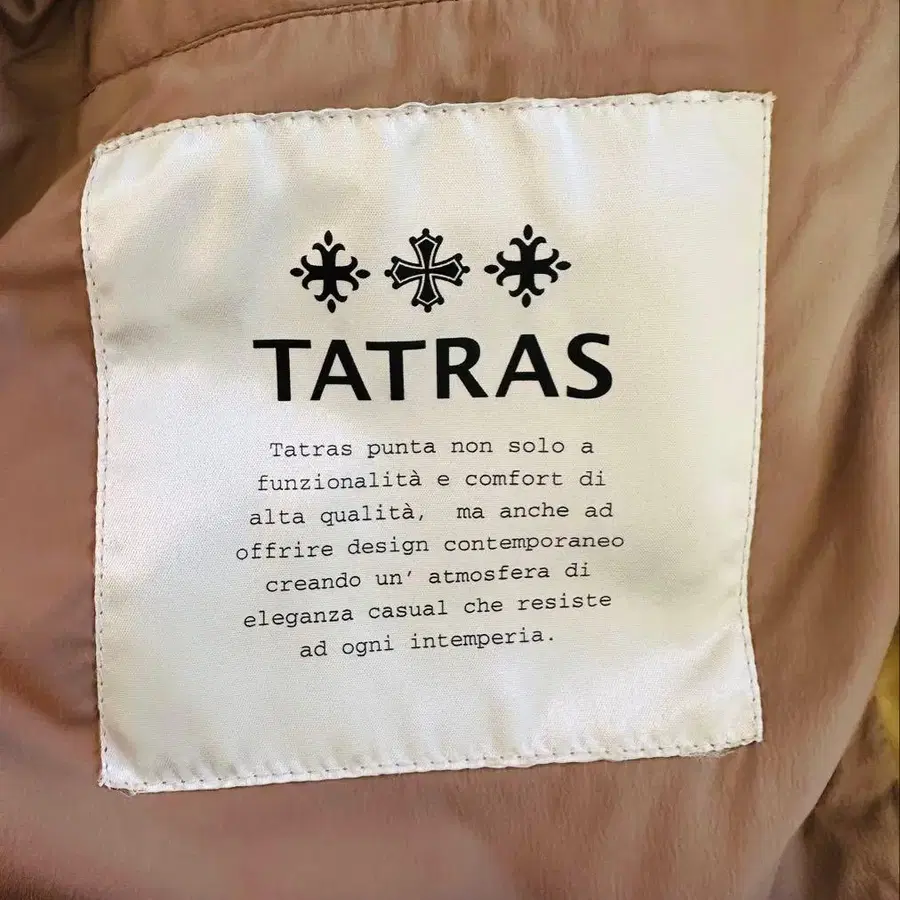 TATRAS
Tatras punta non solo a
funzionalità e comfort di
alta qualità, ma anche ad
offrire design contemporaneo
creando un' atmosfera di
eleganza casual che resiste
ad ogni intemperia.